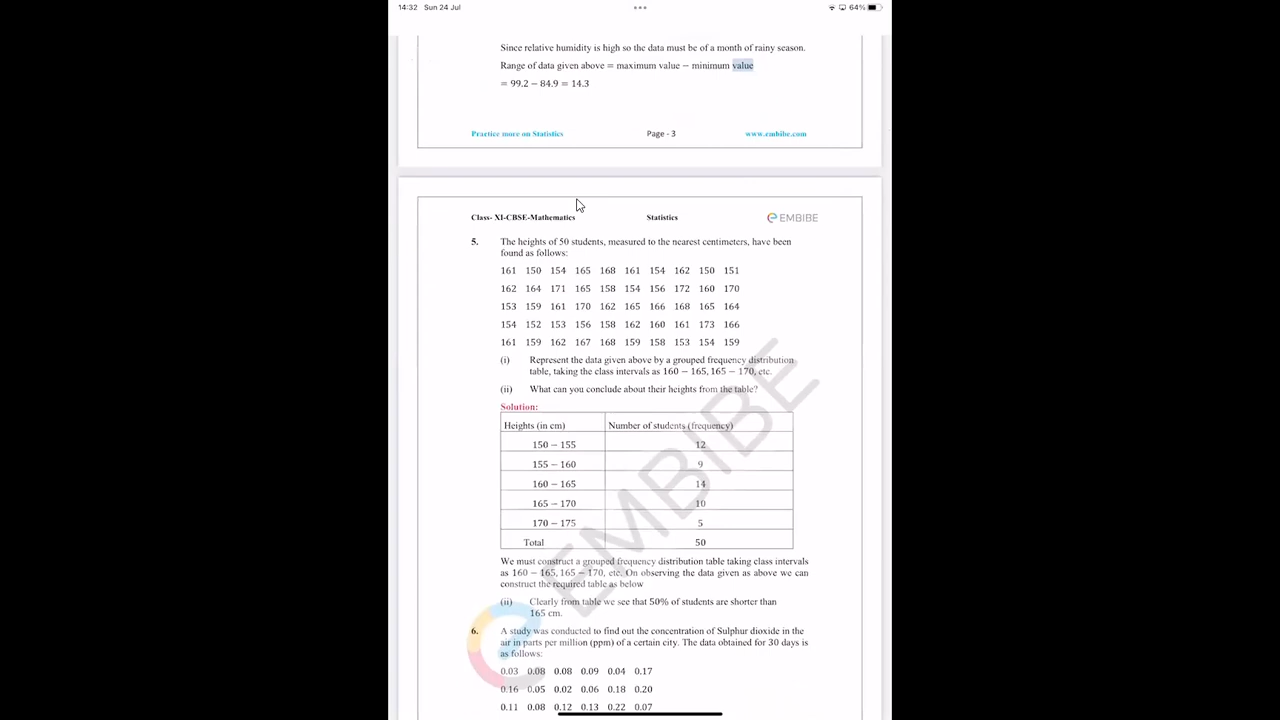 14:32 Sun 24 Jul
64%
Since relative humidity is high so the data must be of a month of rainy season.
Range of data given above = maximum value − minimum value
= 99.2 − 84.9 = 14.3
Practice more on Statistics Page - 3 www.embibe.com
Class- XI-CBSE-Mathematics Statistics EMBIBE
5. The heights of 50 students, measured to the nearest centimeters, have been
found as follows:
161 150 154 165 168 161 154 162 150 151
162 164 171 165 158 154 156 172 160 170
153 159 161 170 162 165 166 168 165 164
154 152 153 156 158 162 160 161 173 166
161 159 162 167 168 159 158 153 154 159
(i) Represent the data given above by a grouped frequency distribution
table, taking the class intervals as 160 − 165, 165 − 170, etc.
(ii) What can you conclude about their heights from the table?
Solution:
Heights (in cm) Number of students (frequency)
150 − 155 12
155 − 160 9
160 − 165 14
165 − 170 10
170 − 175 5
Total 50
We must construct a grouped frequency distribution table taking class intervals
as 160 − 165, 165 − 170, etc. On observing the data given as above we can
construct the required table as below
(ii) Clearly from table we see that 50% of students are shorter than
165 cm.
6. A study was conducted to find out the concentration of Sulphur dioxide in the
air in parts per million (ppm) of a certain city. The data obtained for 30 days is
as follows:
0.03 0.08 0.08 0.09 0.04 0.17
0.16 0.05 0.02 0.06 0.18 0.20
0.11 0.08 0.12 0.13 0.22 0.07
EMBIBE